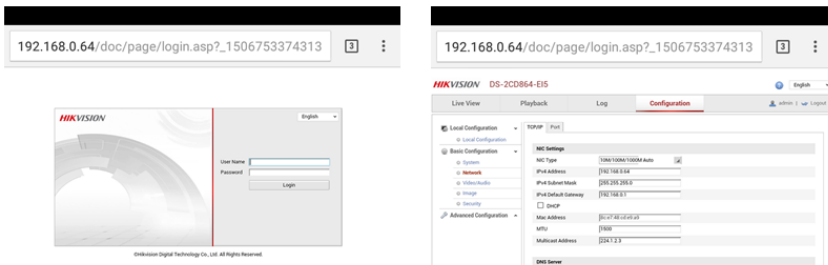 192.168.0.64/doc/page/login.asp?_1506753374313 3
HIKVISION English
User Name
Password
Login
©Hikvision Digital Technology Co., Ltd. All Rights Reserved.
192.168.0.64/doc/page/login.asp?_1506753374313 3
HIKVISION DS-2CD864-EI5 English
Live View Playback Log Configuration admin Logout
Local Configuration
Local Configuration
Basic Configuration
System
Network
Video/Audio
Image
Security
Advanced Configuration
TCP/IP Port
NIC Settings
NIC Type 10M/100M/1000M Auto
IPv4 Address 192.168.0.64
IPv4 Subnet Mask 255.255.255.0
IPv4 Default Gateway 192.168.0.1
DHCP
Mac Address
MTU 1500
Multicast Address 224.1.2.3
DNS Server